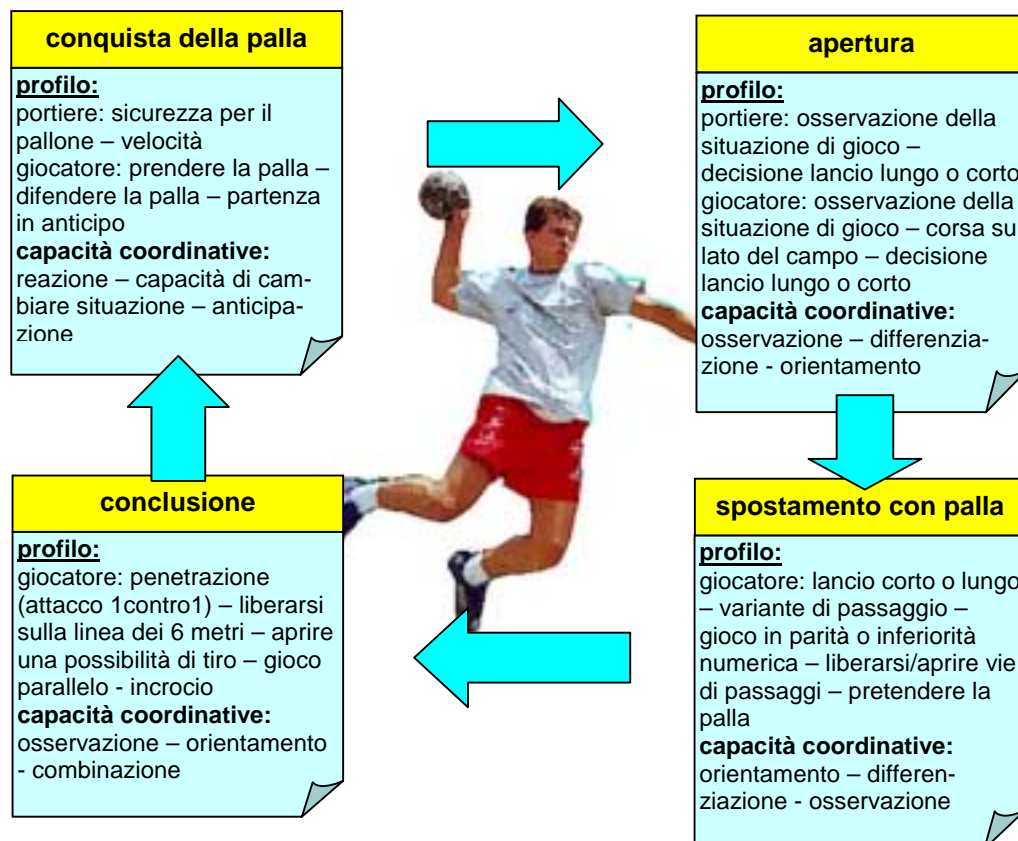 conquista della palla
profilo:
portiere: sicurezza per il
pallone – velocità
giocatore: prendere la palla –
difendere la palla – partenza
in anticipo
capacità coordinative:
reazione – capacità di cam-
biare situazione – anticipa-
zione
apertura
profilo:
portiere: osservazione della
situazione di gioco –
decisione lancio lungo o corto
giocatore: osservazione della
situazione di gioco – corsa su
lato del campo – decisione
lancio lungo o corto
capacità coordinative:
osservazione – differenzia-
zione - orientamento
conclusione
profilo:
giocatore: penetrazione
(attacco 1contro1) – liberarsi
sulla linea dei 6 metri – aprire
una possibilità di tiro – gioco
parallelo - incrocio
capacità coordinative:
osservazione – orientamento
- combinazione
spostamento con palla
profilo:
giocatore: lancio corto o lungo
– variante di passaggio –
gioco in parità o inferiorità
numerica – liberarsi/aprire vie
di passaggi – pretendere la
palla
capacità coordinative:
orientamento – differen-
ziazione - osservazione